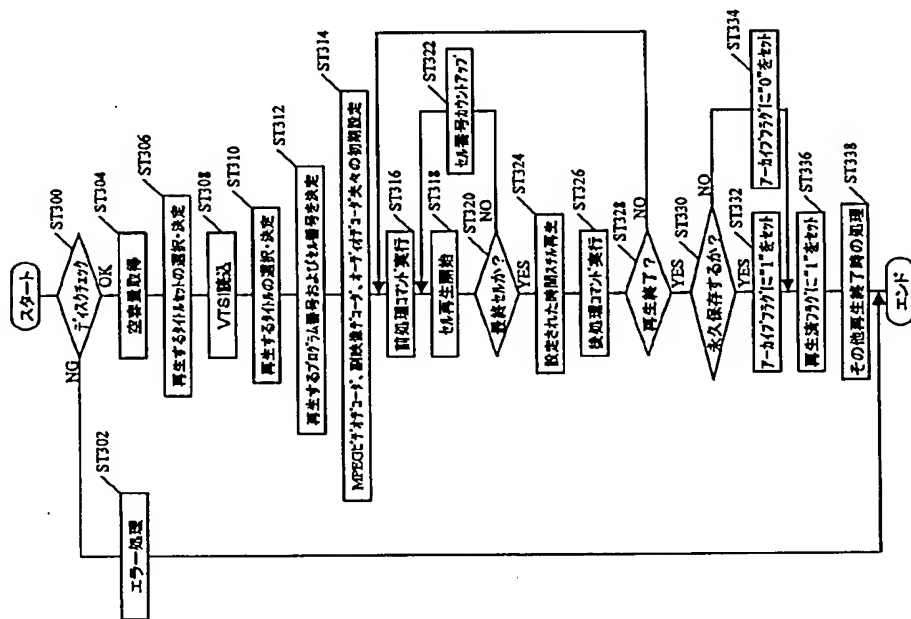 スタート
ST300
ディスクチェック
NG
OK
ST302
エラー処理
ST304
空容量取得
ST306
再生するタイトルセットの選択・決定
ST308
VTSI読込
ST310
再生するタイトルの選択・決定
ST312
再生するプログラム番号およびセル番号を決定
ST314
MPEGビデオデコーダ、副映像デコーダ、オーディオデコーダ夫々の初期設定
ST316
前処理コマンド実行
ST318
セル再生開始
ST320
最終セルか?
NO
YES
ST322
セル番号カウントアップ
ST324
設定された時間スチル再生
ST326
後処理コマンド実行
ST328
再生終了?
NO
YES
ST330
永久保存するか?
NO
YES
ST332
アーカイブフラグに"1"をセット
ST334
アーカイブフラグに"0"をセット
ST336
再生済フラグに"1"をセット
ST338
その他再生終了時の処理
エンド